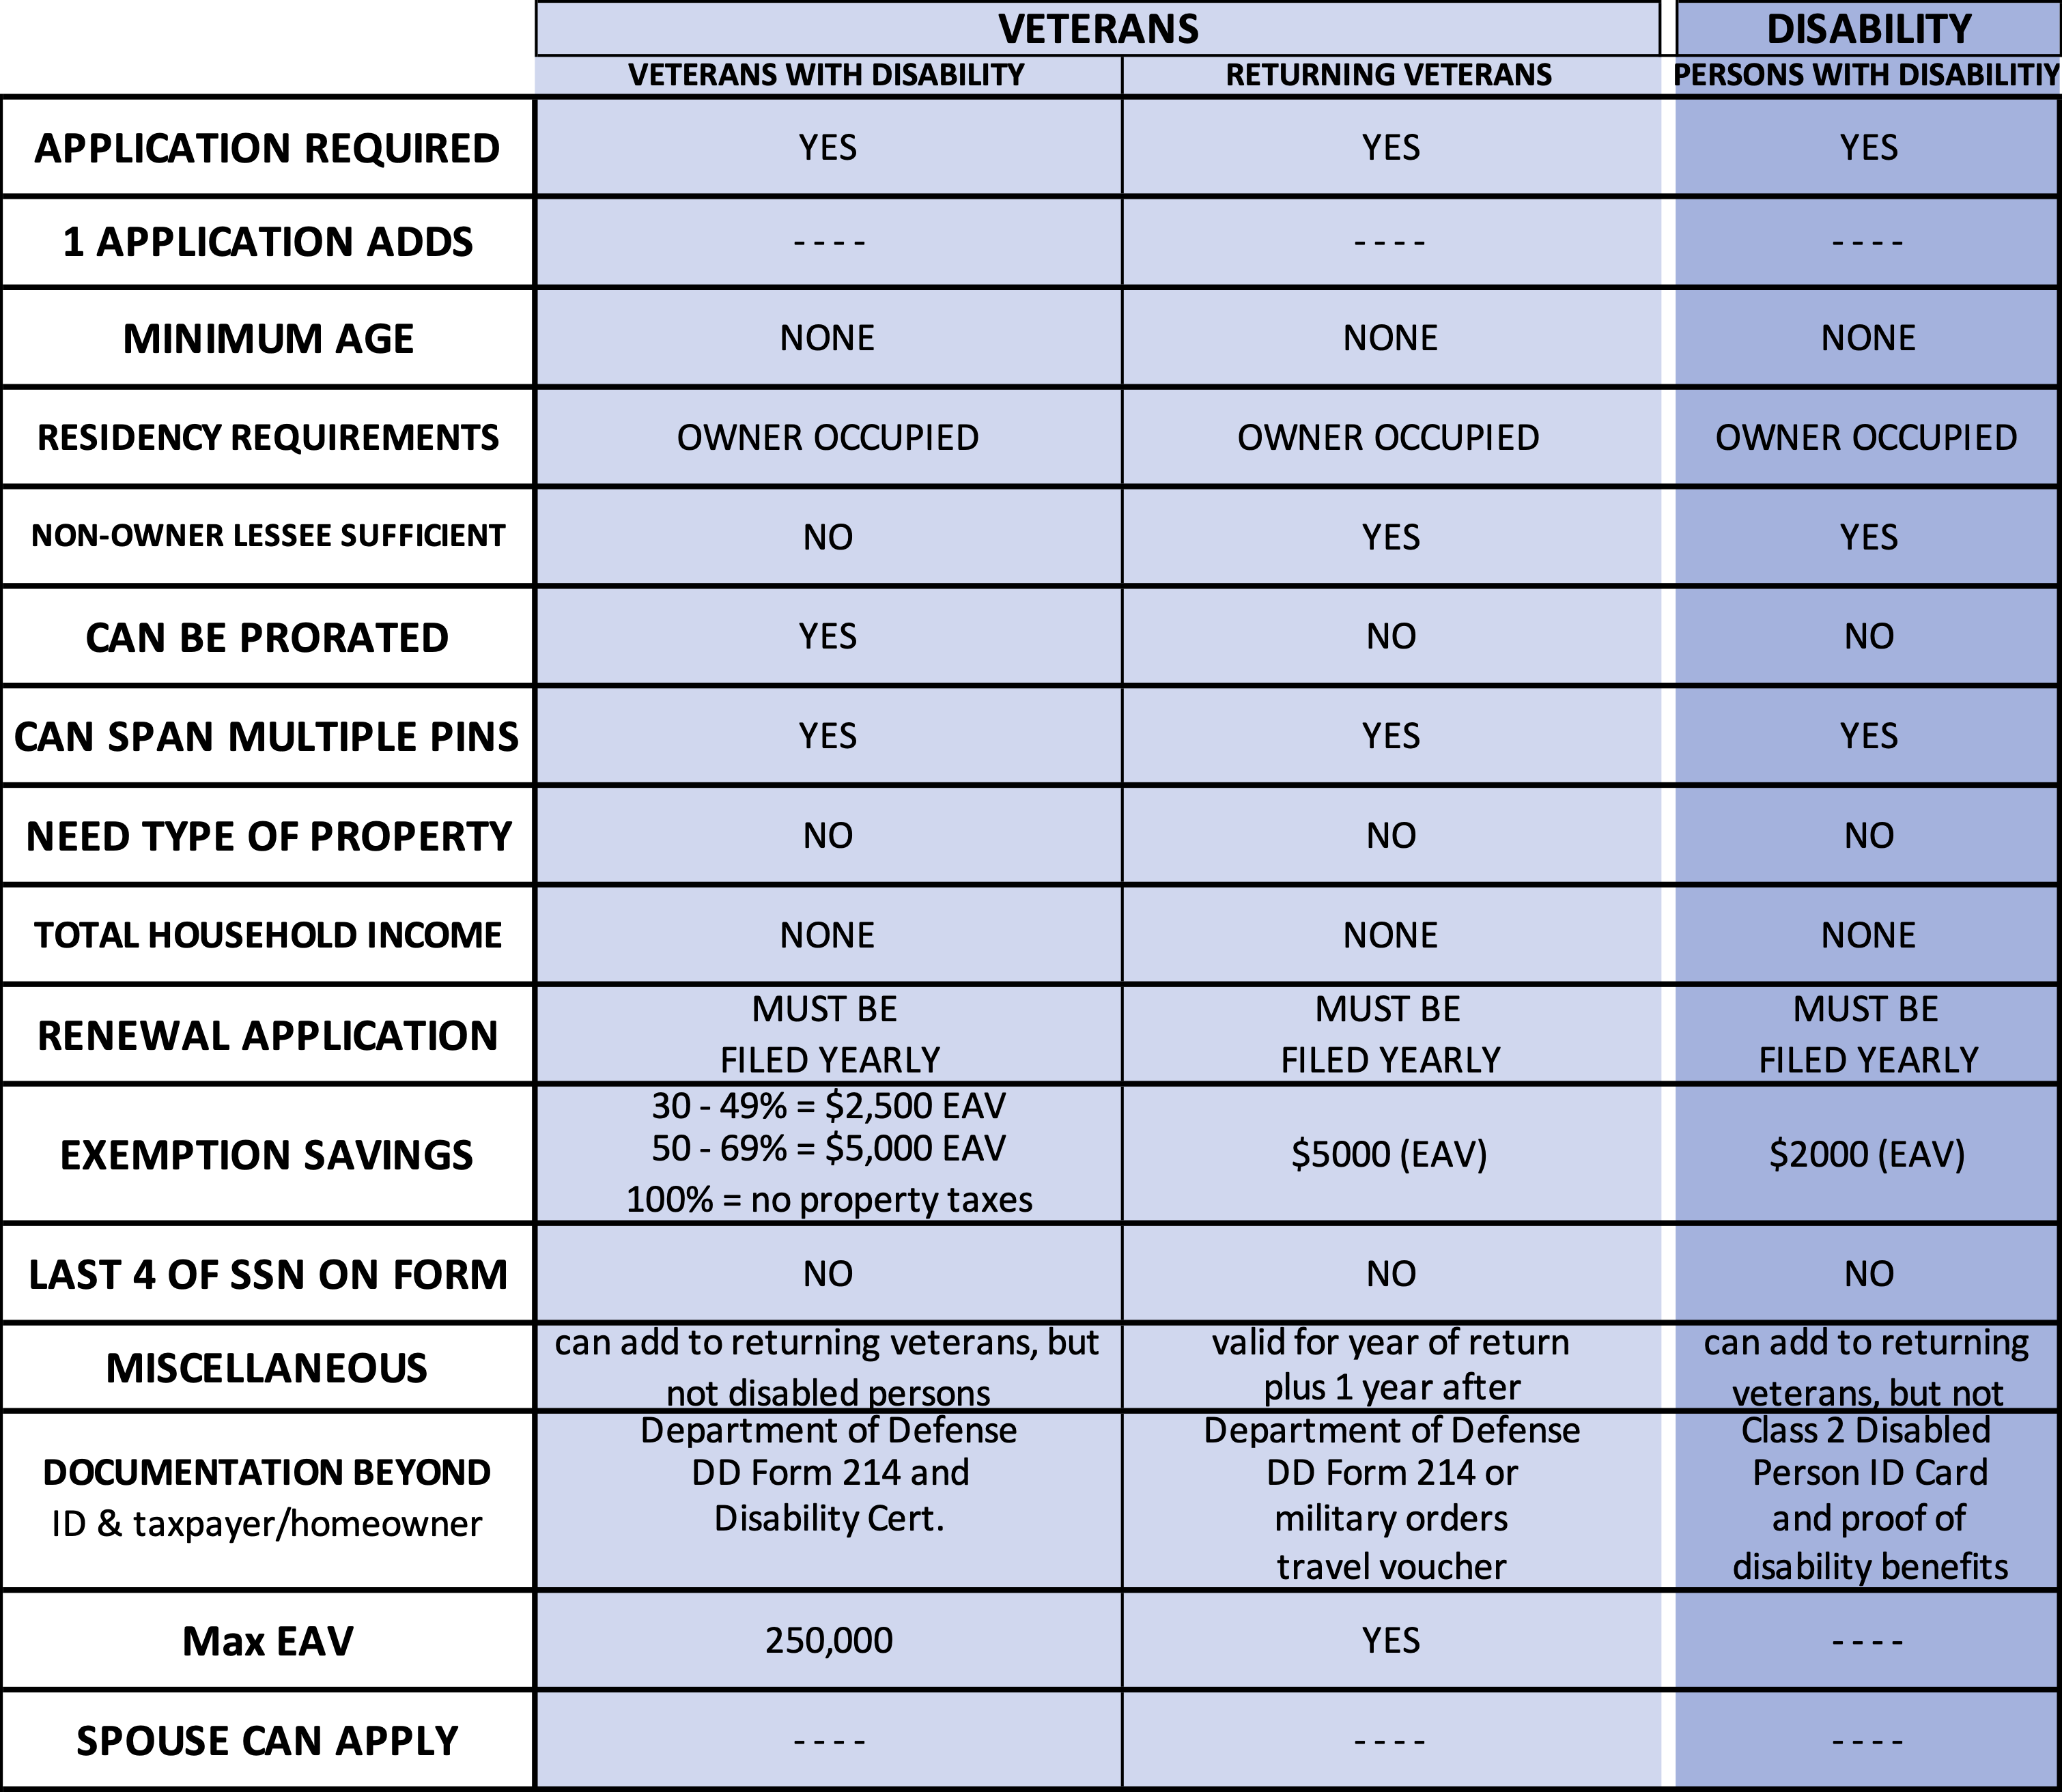 VETERANS
DISABILITY
VETERANS WITH DISABILITY
RETURNING VETERANS
PERSONS WITH DISABILITIY
APPLICATION REQUIRED
YES
YES
YES
1 APPLICATION ADDS
- - - -
- - - -
- - - -
MINIMUM AGE
NONE
NONE
NONE
RESIDENCY REQUIREMENTS
OWNER OCCUPIED
OWNER OCCUPIED
OWNER OCCUPIED
NON-OWNER LESSEE SUFFICIENT
NO
YES
YES
CAN BE PRORATED
YES
NO
NO
CAN SPAN MULTIPLE PINS
YES
YES
YES
NEED TYPE OF PROPERTY
NO
NO
NO
TOTAL HOUSEHOLD INCOME
NONE
NONE
NONE
RENEWAL APPLICATION
MUST BE
FILED YEARLY
MUST BE
FILED YEARLY
MUST BE
FILED YEARLY
EXEMPTION SAVINGS
30 - 49% = $2,500 EAV
50 - 69% = $5,000 EAV
100% = no property taxes
$5000 (EAV)
$2000 (EAV)
LAST 4 OF SSN ON FORM
NO
NO
NO
MISCELLANEOUS
can add to returning veterans, but
not disabled persons
valid for year of return
plus 1 year after
can add to returning
veterans, but not
DOCUMENTATION BEYOND
ID & taxpayer/homeowner
Department of Defense
DD Form 214 and
Disability Cert.
Department of Defense
DD Form 214 or
military orders
travel voucher
Class 2 Disabled
Person ID Card
and proof of
disability benefits
Max EAV
250,000
YES
- - - -
SPOUSE CAN APPLY
- - - -
- - - -
- - - -